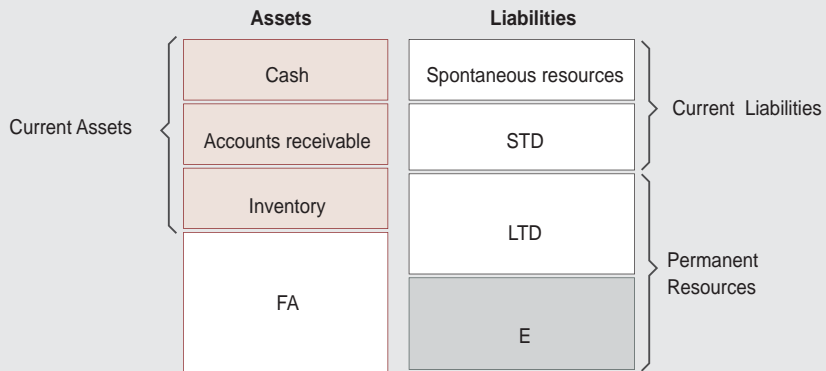 Assets
Liabilities
Cash
Spontaneous resources
Current Assets
Accounts receivable
STD
Current Liabilities
Inventory
LTD
FA
Permanent
Resources
E